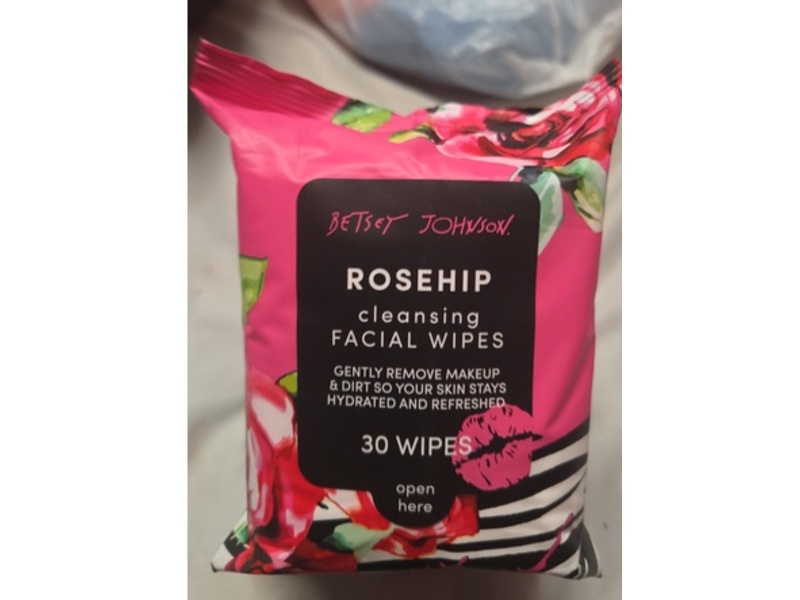 BETSEY JOHNSON.
ROSEHIP
cleansing
FACIAL WIPES
GENTLY REMOVE MAKEUP
& DIRT SO YOUR SKIN STAYS
HYDRATED AND REFRESHED
30 WIPES
open
here